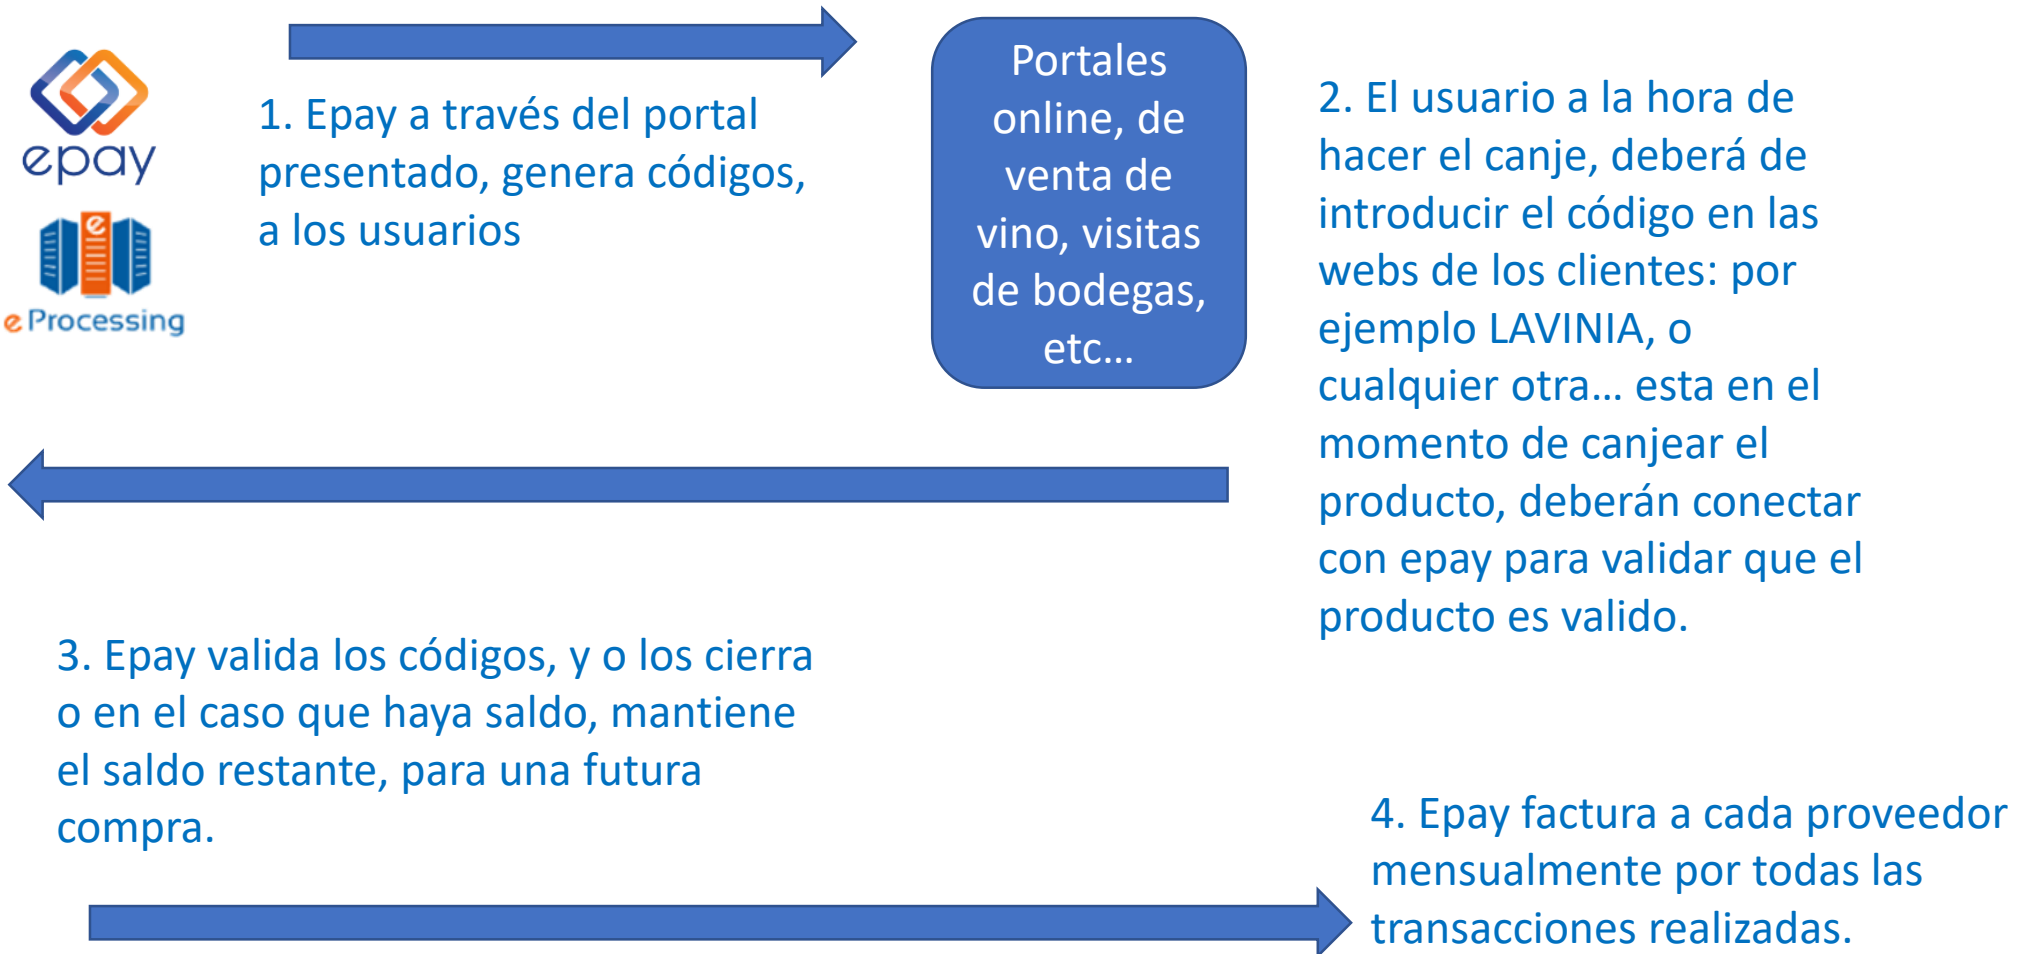 epay
e
e Processing
1. Epay a través del portal
presentado, genera códigos,
a los usuarios
Portales
online, de
venta de
vino, visitas
de bodegas,
etc…
2. El usuario a la hora de
hacer el canje, deberá de
introducir el código en las
webs de los clientes: por
ejemplo LAVINIA, o
cualquier otra… esta en el
momento de canjear el
producto, deberán conectar
con epay para validar que el
producto es valido.
3. Epay valida los códigos, y o los cierra
o en el caso que haya saldo, mantiene
el saldo restante, para una futura
compra.
4. Epay factura a cada proveedor
mensualmente por todas las
transacciones realizadas.